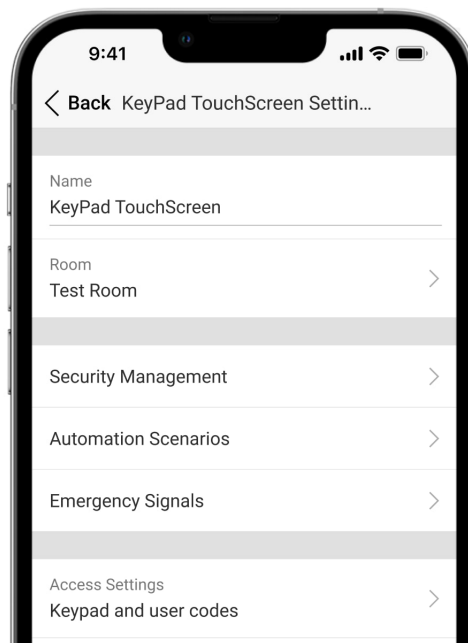 9:41
Back KeyPad TouchScreen Settin...
Name
KeyPad TouchScreen
Room
Test Room
Security Management
Automation Scenarios
Emergency Signals
Access Settings
Keypad and user codes